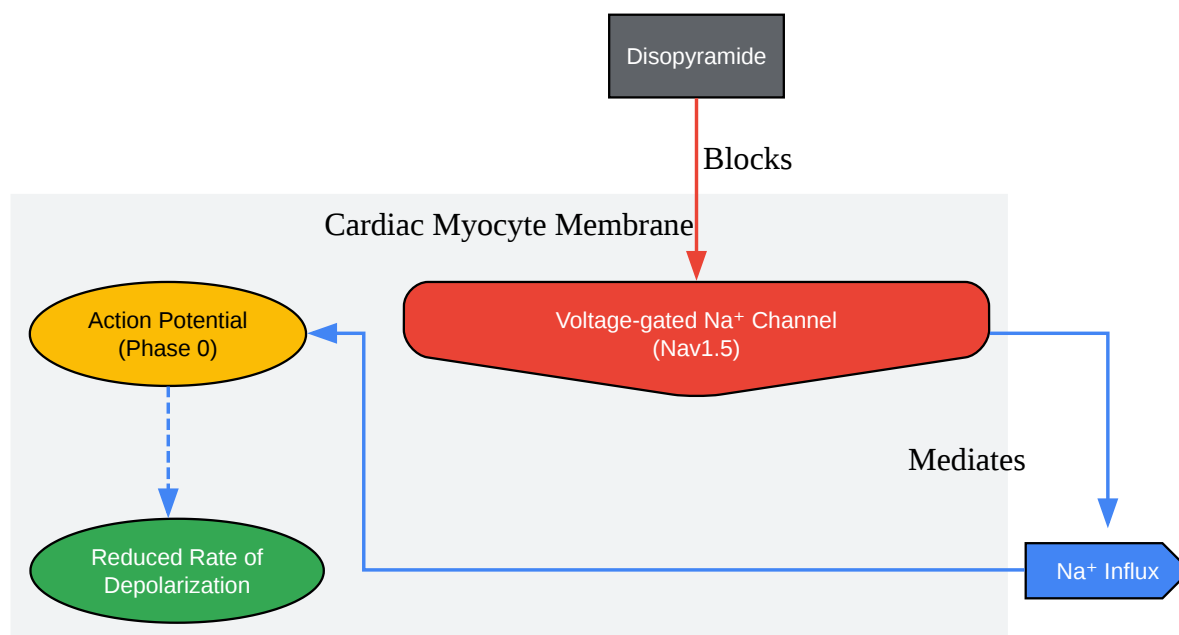 Disopyramide
Blocks
Cardiac Myocyte Membrane
Action Potential
(Phase 0)
Voltage-gated Na⁺ Channel
(Nav1.5)
Mediates
Reduced Rate of
Depolarization
Na⁺ Influx